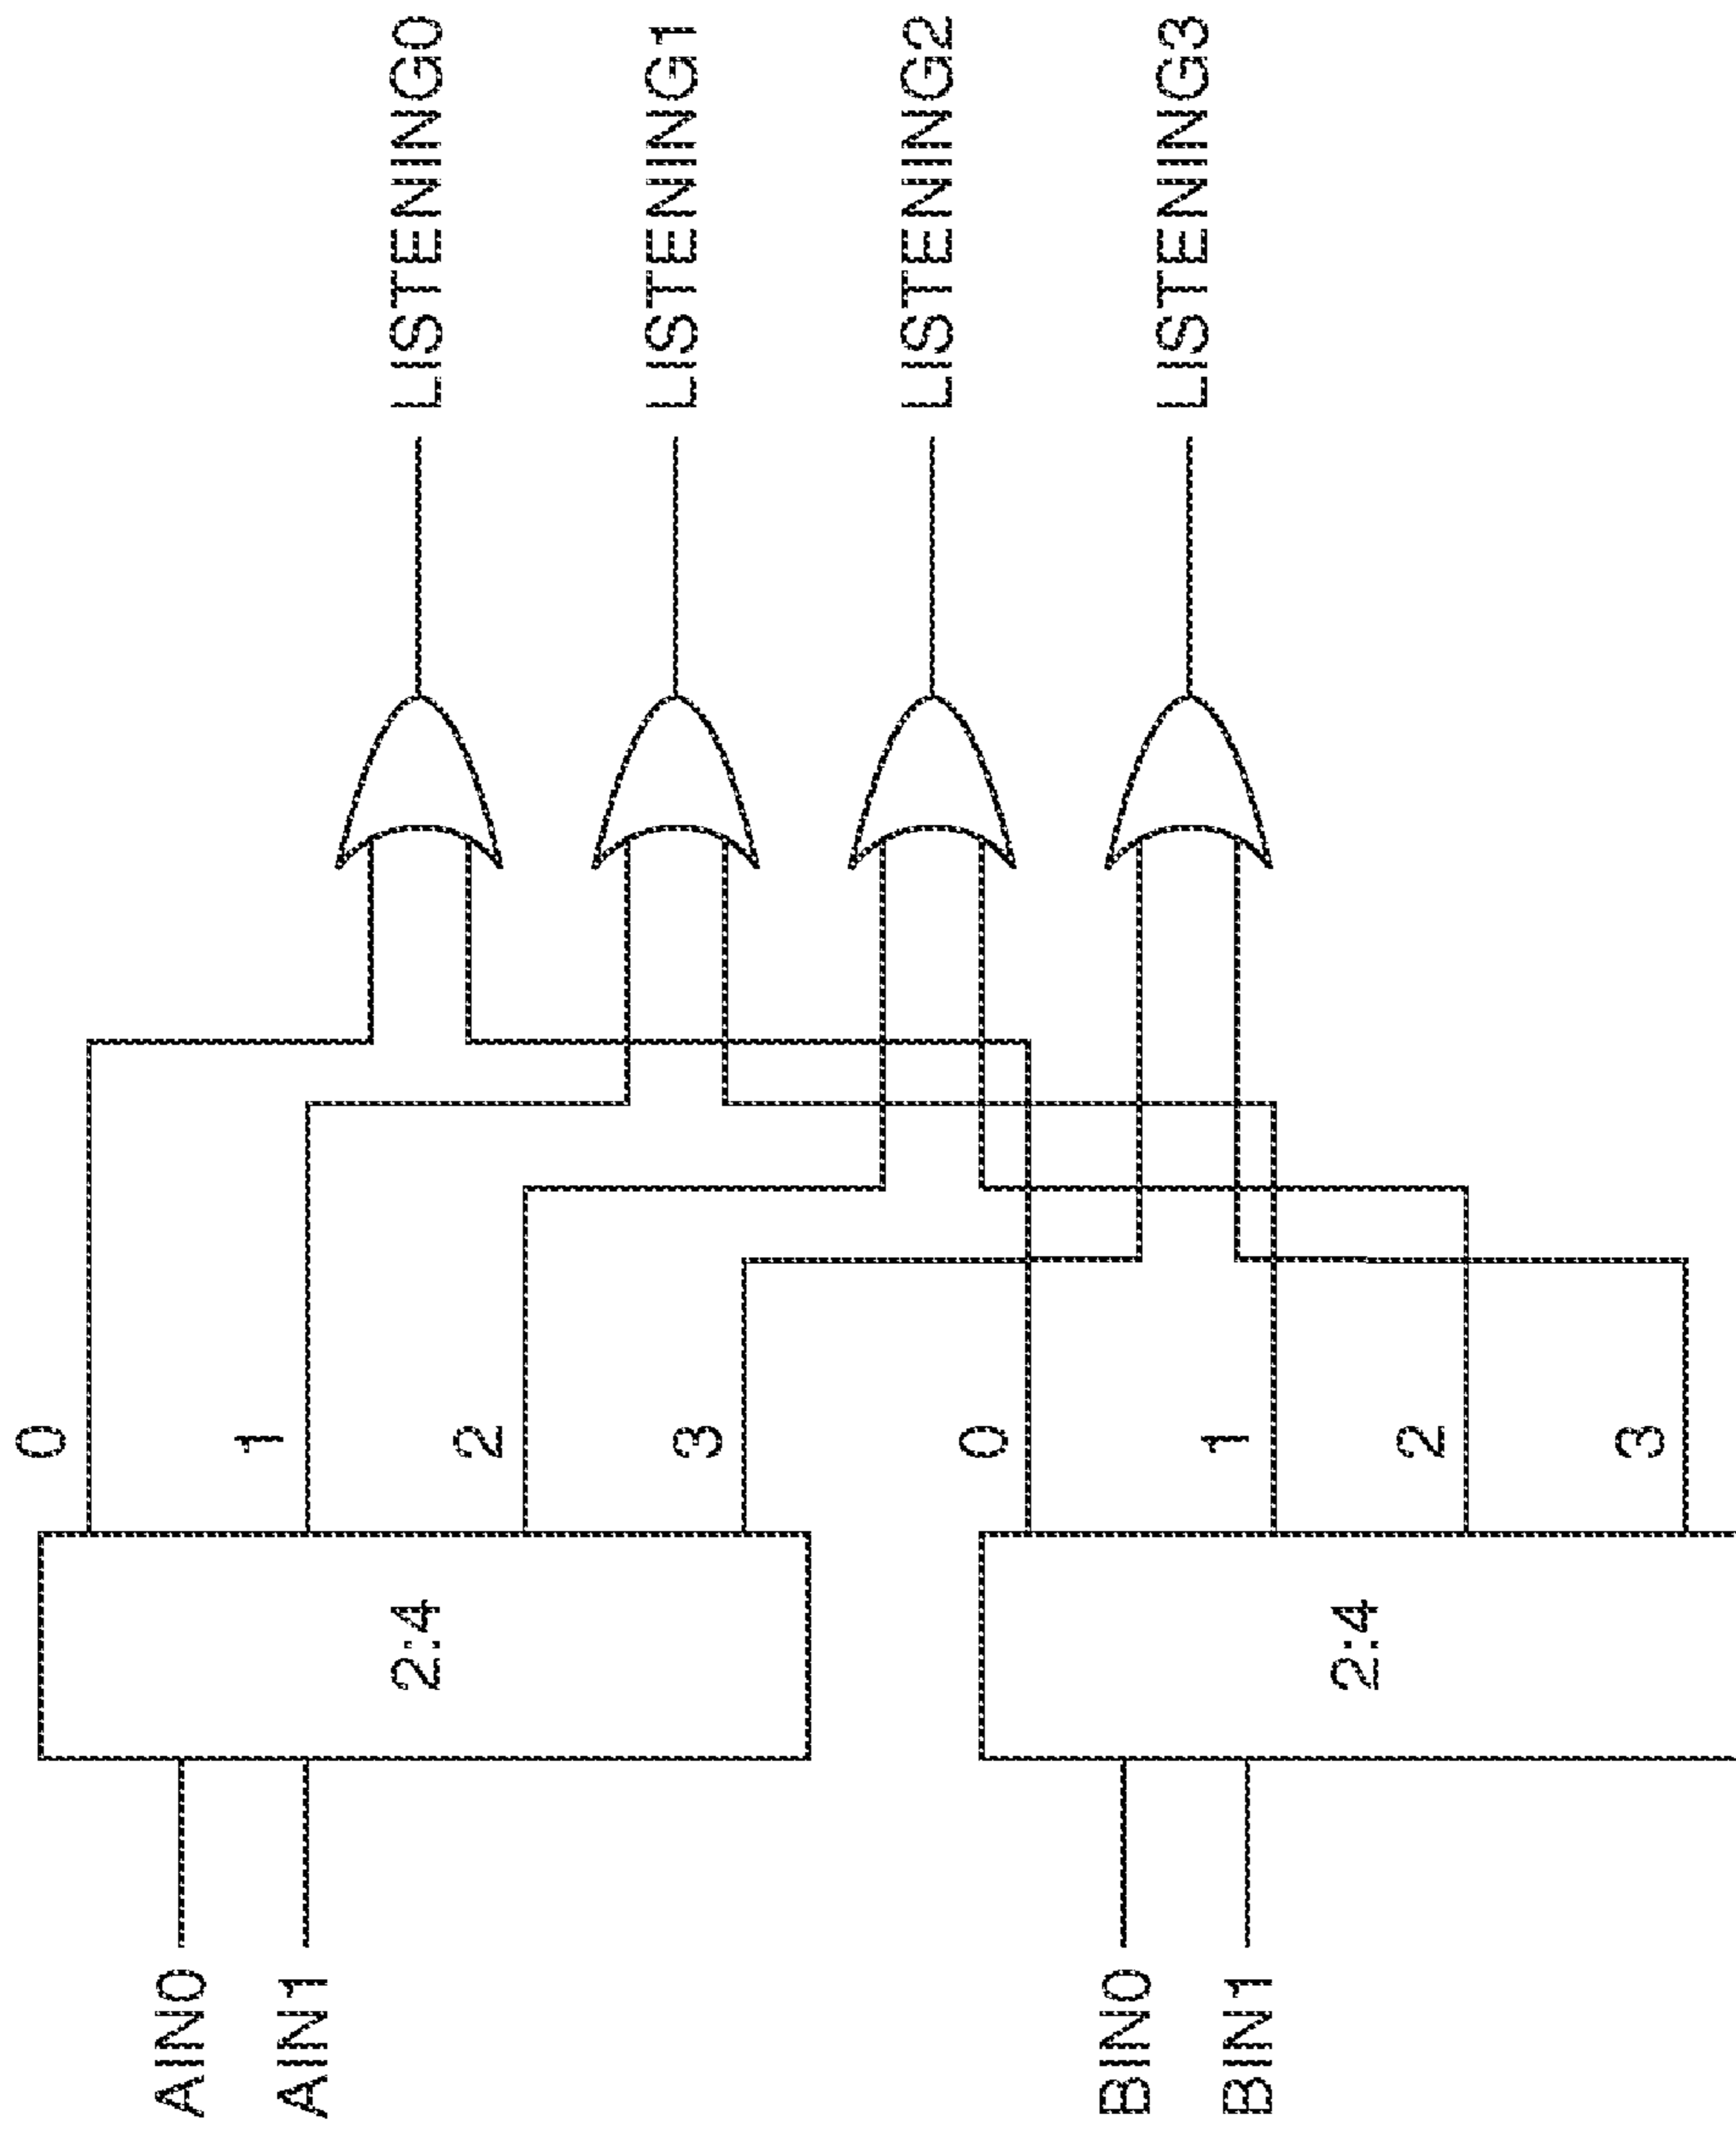 AIN0
AIN1
2:4
0
1
2
3
BIN0
BIN1
2:4
0
1
2
3
LISTENING0
LISTENING1
LISTENING2
LISTENING3